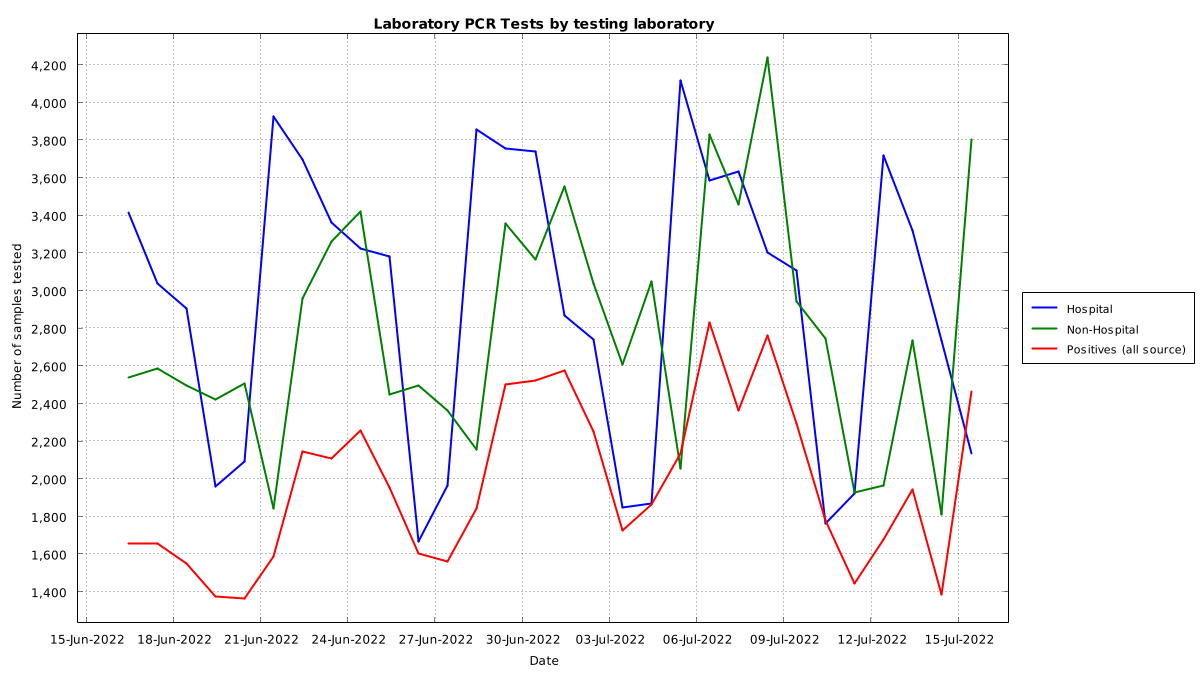 Laboratory PCR Tests by testing laboratory
Number of samples tested
4,200
4,000
3,800
3,600
3,400
3,200
3,000
2,800
2,600
2,400
2,200
2,000
1,800
1,600
1,400
15-Jun-2022 18-Jun-2022 21-Jun-2022 24-Jun-2022 27-Jun-2022 30-Jun-2022 03-Jul-2022 06-Jul-2022 09-Jul-2022 12-Jul-2022 15-Jul-2022
Date
Hospital
Non-Hospital
Positives (all source)